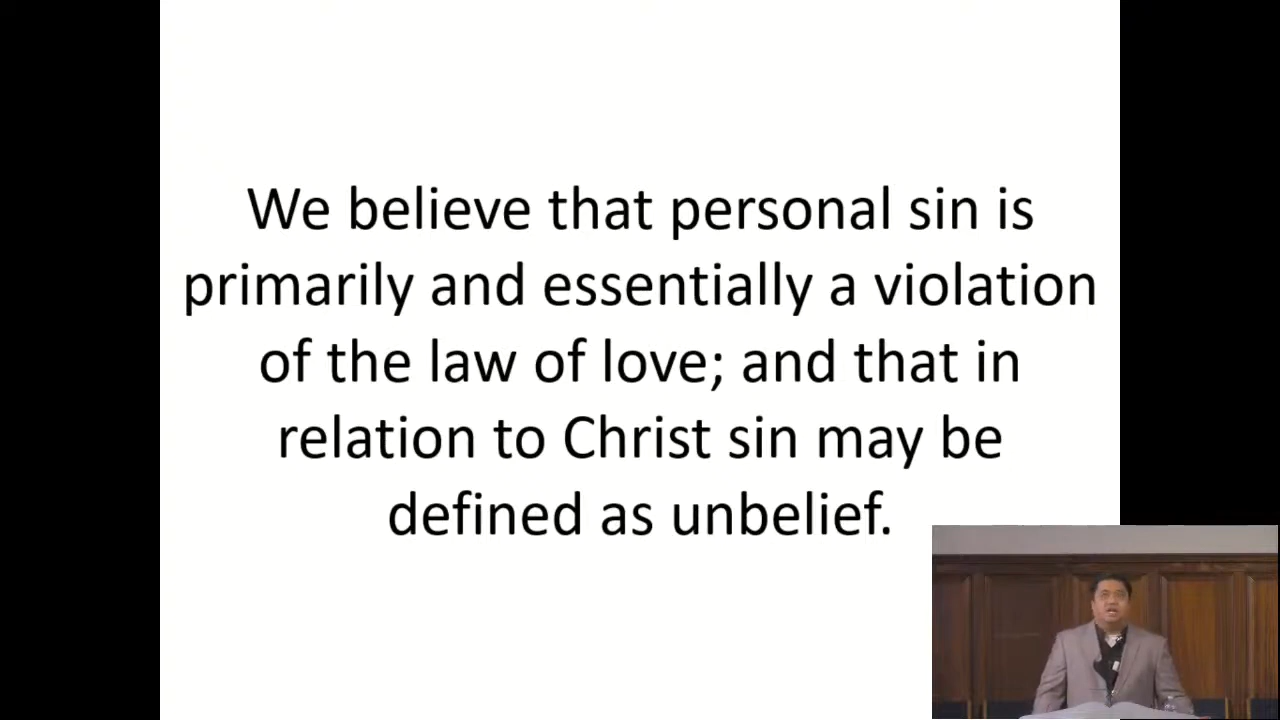 We believe that personal sin is
primarily and essentially a violation
of the law of love; and that in
relation to Christ sin may be
defined as unbelief.